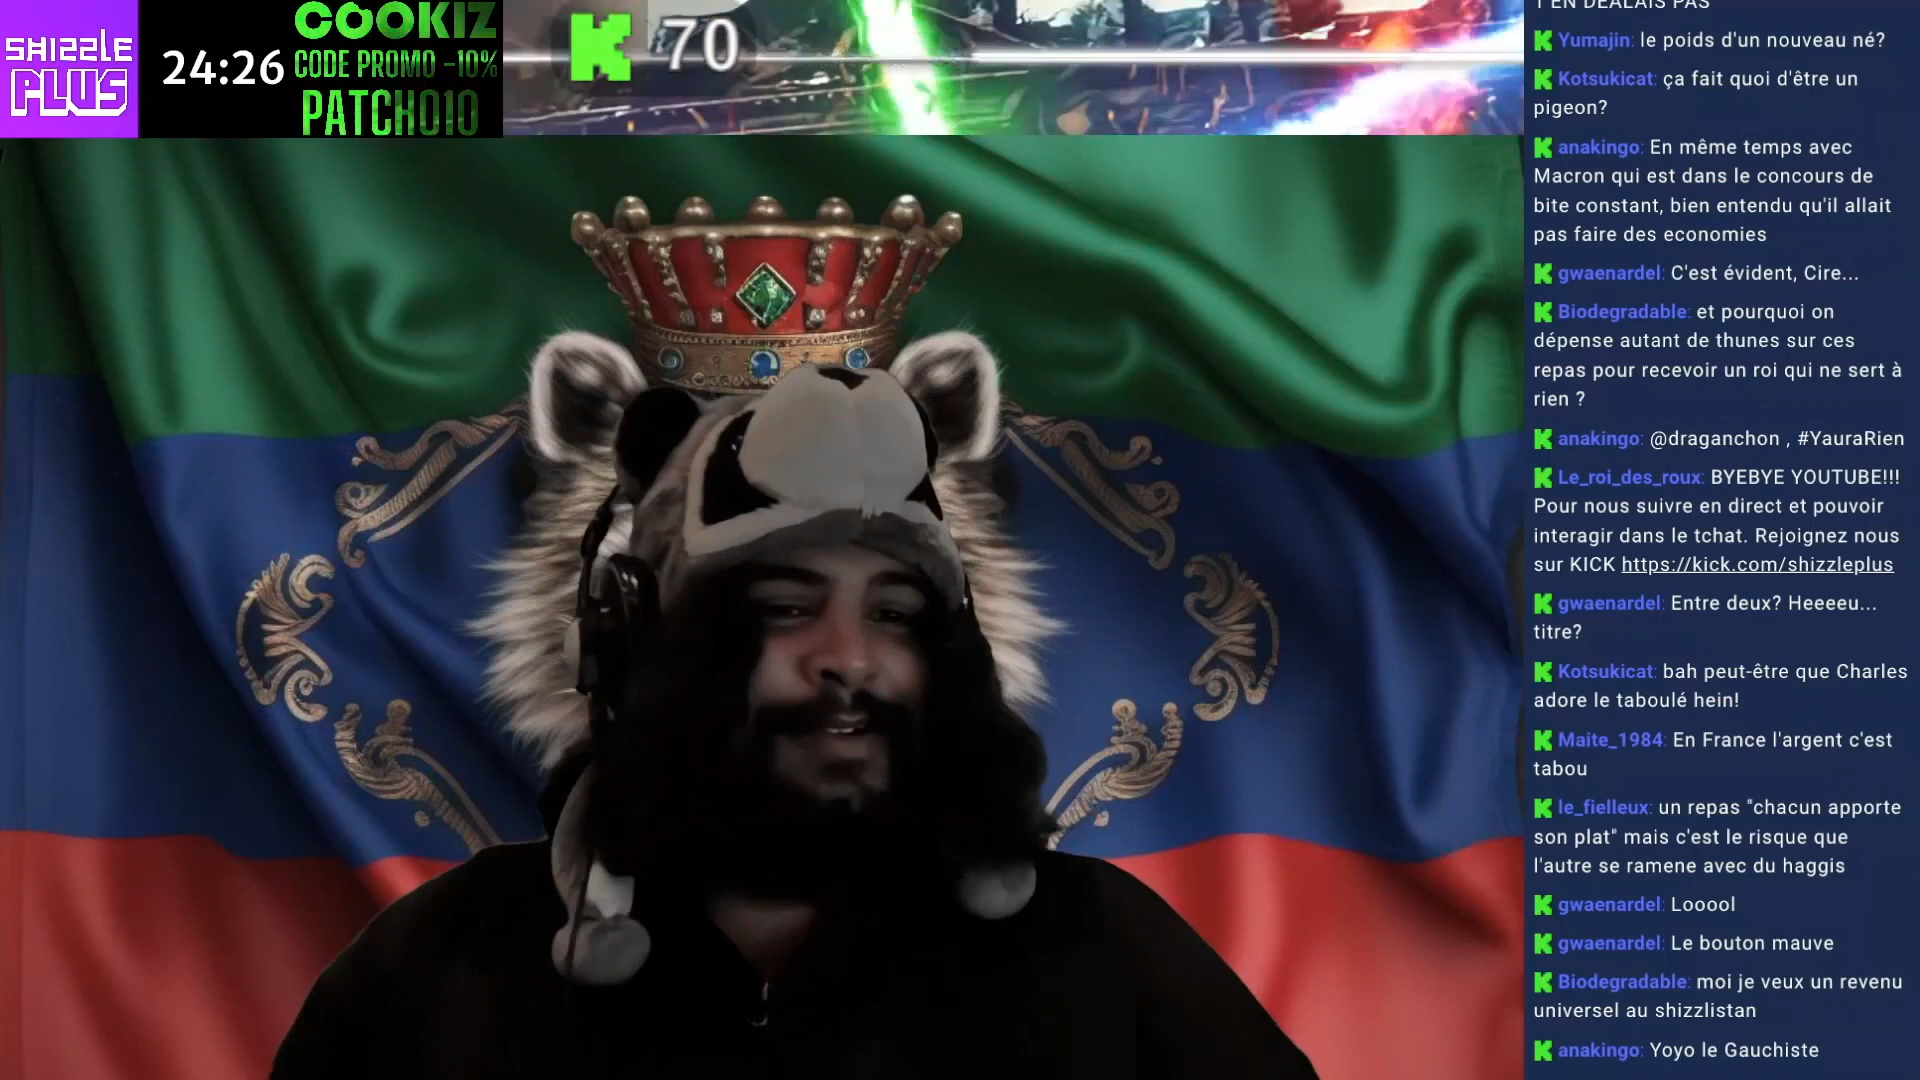 SHIZZLE
PLUS
24:26
COOKIZ
CODE PROMO -10%
PATCHO10
70
T EN DEALAIS PAS
Yumajin: le poids d'un nouveau né?
Kotsukicat: ça fait quoi d'être un
pigeon?
anakingo: En même temps avec
Macron qui est dans le concours de
bite constant, bien entendu qu'il allait
pas faire des economies
gwaenardel: C'est évident, Cire...
Biodegradable: et pourquoi on
dépense autant de thunes sur ces
repas pour recevoir un roi qui ne sert à
rien ?
anakingo: @draganchon , #YauraRien
Le_roi_des_roux: BYEBYE YOUTUBE!!!
Pour nous suivre en direct et pouvoir
interagir dans le tchat. Rejoignez nous
sur KICK https://kick.com/shizzleplus
gwaenardel: Entre deux? Heeeeu...
titre?
Kotsukicat: bah peut-être que Charles
adore le taboulé hein!
Maite_1984: En France l'argent c'est
tabou
le_fielleux: un repas "chacun apporte
son plat" mais c'est le risque que
l'autre se ramene avec du haggis
gwaenardel: Looool
gwaenardel: Le bouton mauve
Biodegradable: moi je veux un revenu
universel au shizzlistan
anakingo: Yoyo le Gauchiste